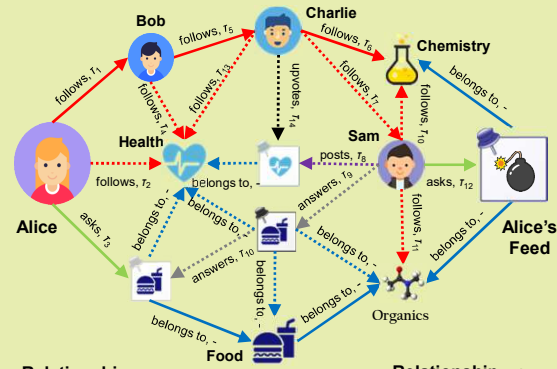 Charlie
Bob
follows, τ5
follows, τ6
Chemistry
follows, τ1
follows, τ4
follows, τ13
upvotes, τ14
follows, τ7
follows, τ10
belongs to, -
Health
Sam
posts, τ8
follows, τ2
belongs to, -
asks, τ12
Alice
answers, τ9
Alice's
Feed
asks, τ3
belongs to, -
belongs to, -
belongs to, -
follows, τ11
belongs to, -
answers, τ10
belongs to, -
Organics
belongs to, -
belongs to, -
Food